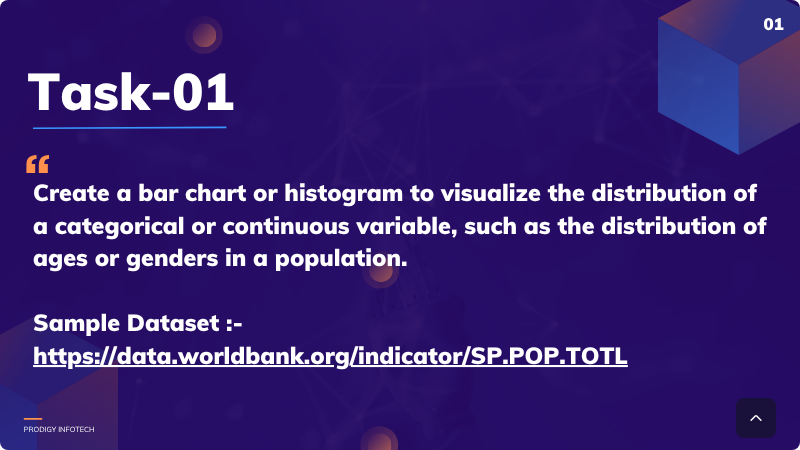 01
Task-01
“
Create a bar chart or histogram to visualize the distribution of
a categorical or continuous variable, such as the distribution of
ages or genders in a population.
Sample Dataset :-
https://data.worldbank.org/indicator/SP.POP.TOTL
PRODIGY INFOTECH